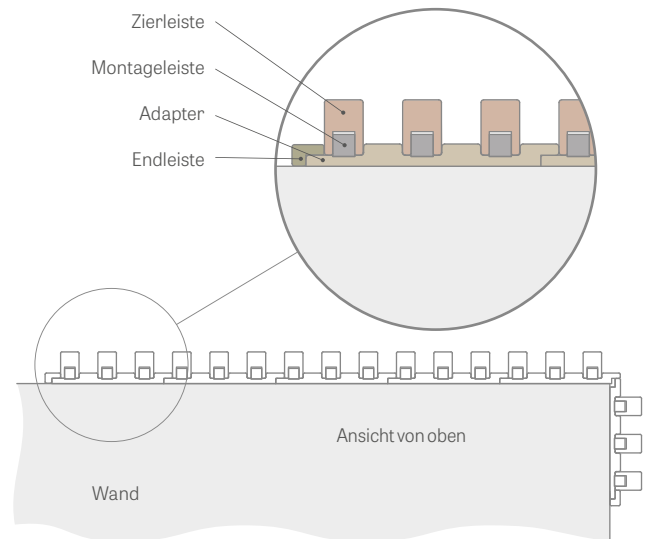 Zierleiste
Montageleiste
Adapter
Endleiste
Ansicht von oben
Wand